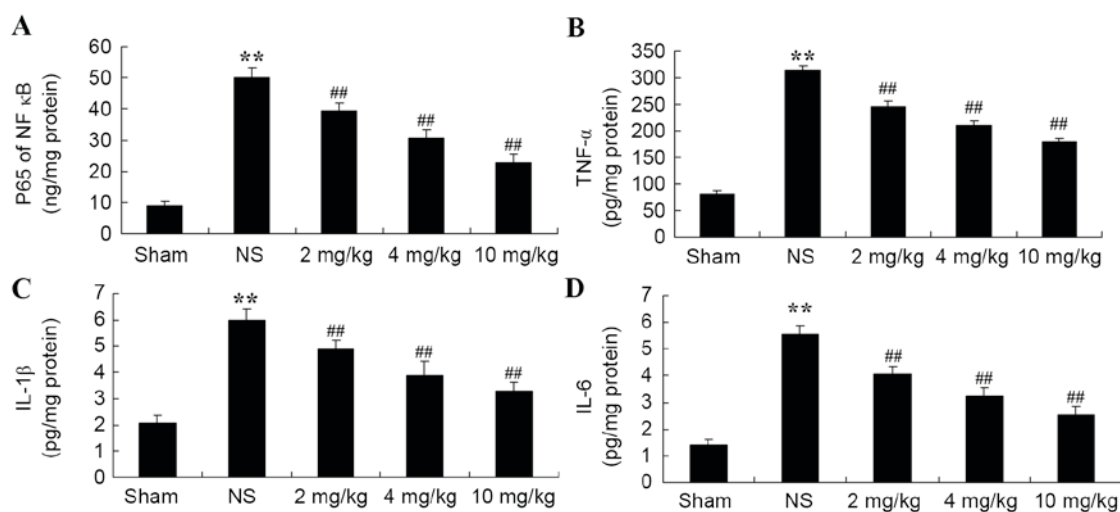 A
P65 of NF κB
(ng/mg protein)
60
50
40
30
20
10
0
**
##
##
##
Sham NS 2 mg/kg 4 mg/kg 10 mg/kg
B
TNF-α
(pg/mg protein)
350
300
250
200
150
100
50
0
**
##
##
##
Sham NS 2 mg/kg 4 mg/kg 10 mg/kg
C
IL-1β
(pg/mg protein)
7
6
5
4
3
2
1
0
**
##
##
##
Sham NS 2 mg/kg 4 mg/kg 10 mg/kg
D
IL-6
(pg/mg protein)
7
6
5
4
3
2
1
0
**
##
##
##
Sham NS 2 mg/kg 4 mg/kg 10 mg/kg